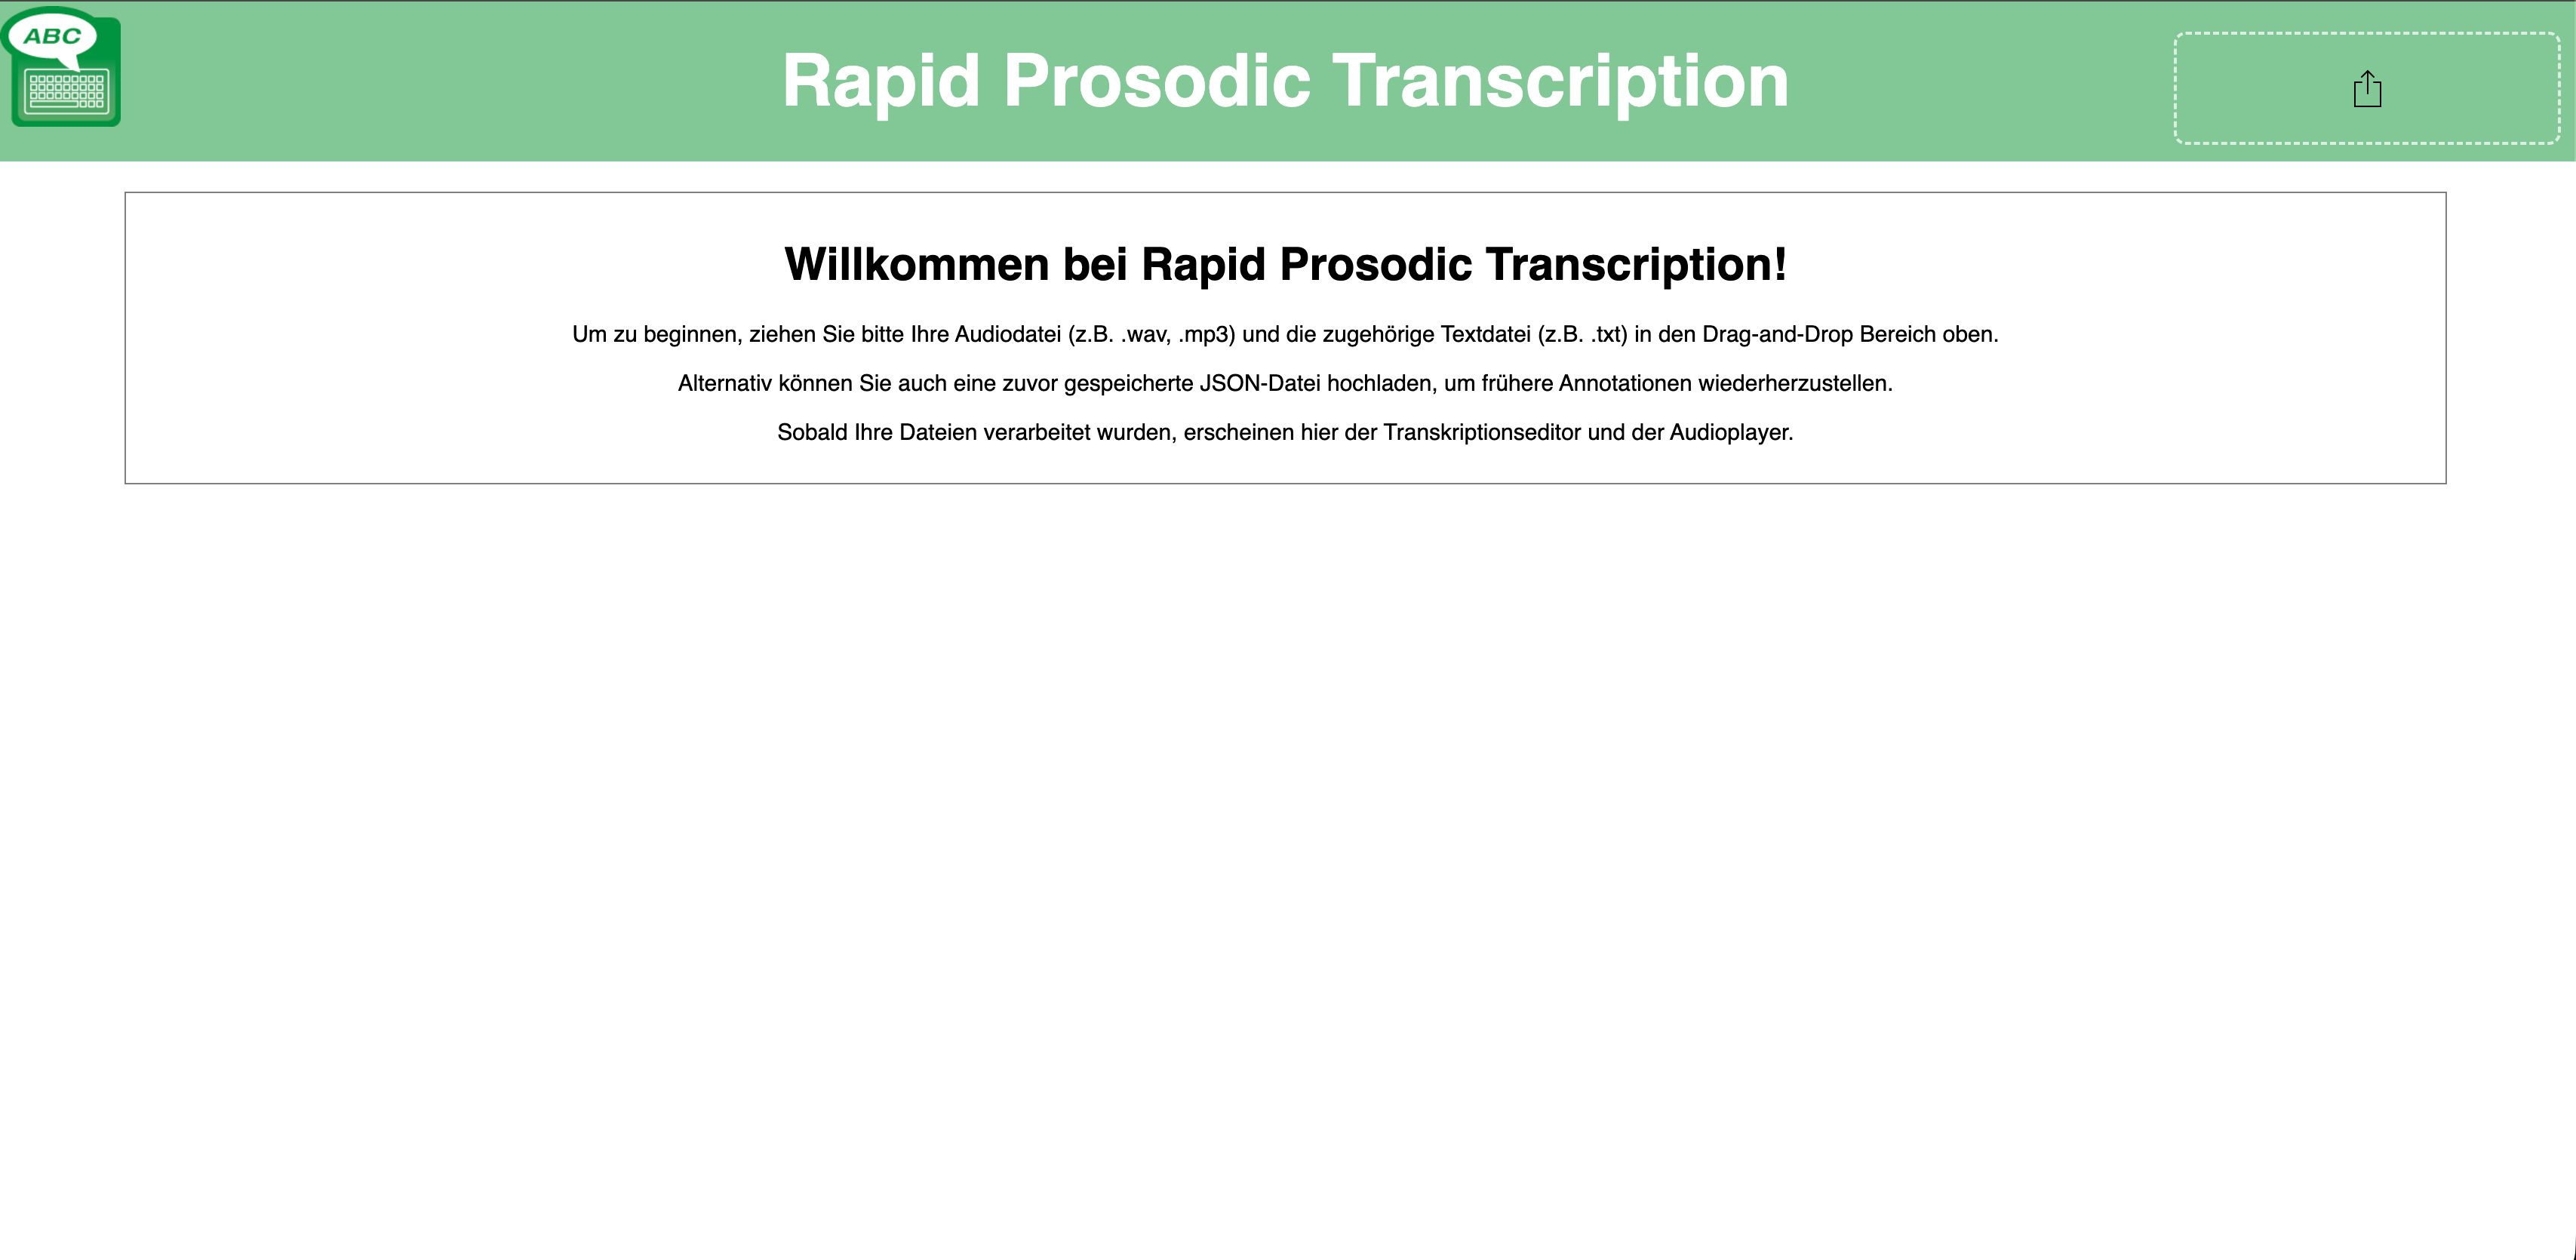 ABC
Rapid Prosodic Transcription
Willkommen bei Rapid Prosodic Transcription!
Um zu beginnen, ziehen Sie bitte Ihre Audiodatei (z.B. .wav, .mp3) und die zugehörige Textdatei (z.B. .txt) in den Drag-and-Drop Bereich oben.
Alternativ können Sie auch eine zuvor gespeicherte JSON-Datei hochladen, um frühere Annotationen wiederherzustellen.
Sobald Ihre Dateien verarbeitet wurden, erscheinen hier der Transkriptionseditor und der Audioplayer.